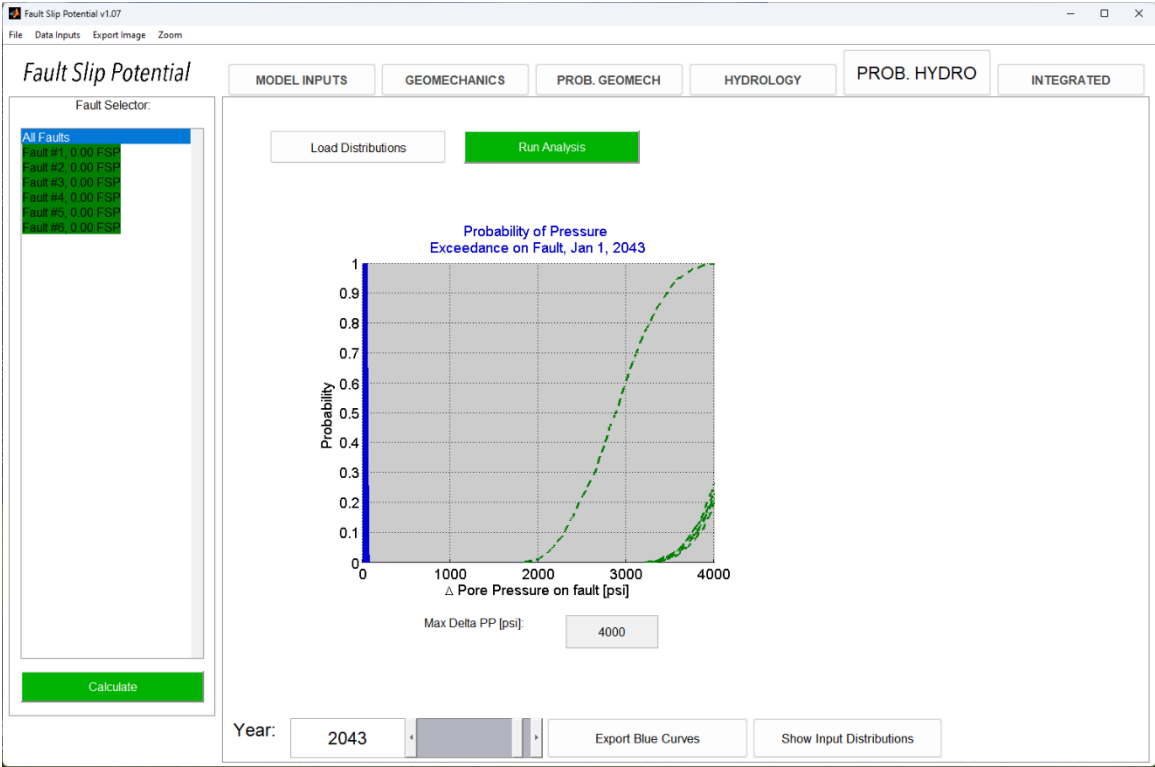 Fault Slip Potential v1.07
File Data Inputs Export Image Zoom
Fault Slip Potential
MODEL INPUTS
GEOMECHANICS
PROB. GEOMECH
HYDROLOGY
PROB. HYDRO
INTEGRATED
Fault Selector:
All Faults
Fault #1, 0.00 FSP
Fault #2, 0.00 FSP
Fault #3, 0.00 FSP
Fault #4, 0.00 FSP
Fault #5, 0.00 FSP
Fault #6, 0.00 FSP
Calculate
Load Distributions
Run Analysis
Probability of Pressure
Exceedance on Fault, Jan 1, 2043
1
0.9
0.8
0.7
0.6
0.5
0.4
0.3
0.2
0.1
0
Probability
0 1000 2000 3000 4000
Δ Pore Pressure on fault [psi]
Max Delta PP [psi]:
4000
Year:
2043
Export Blue Curves
Show Input Distributions